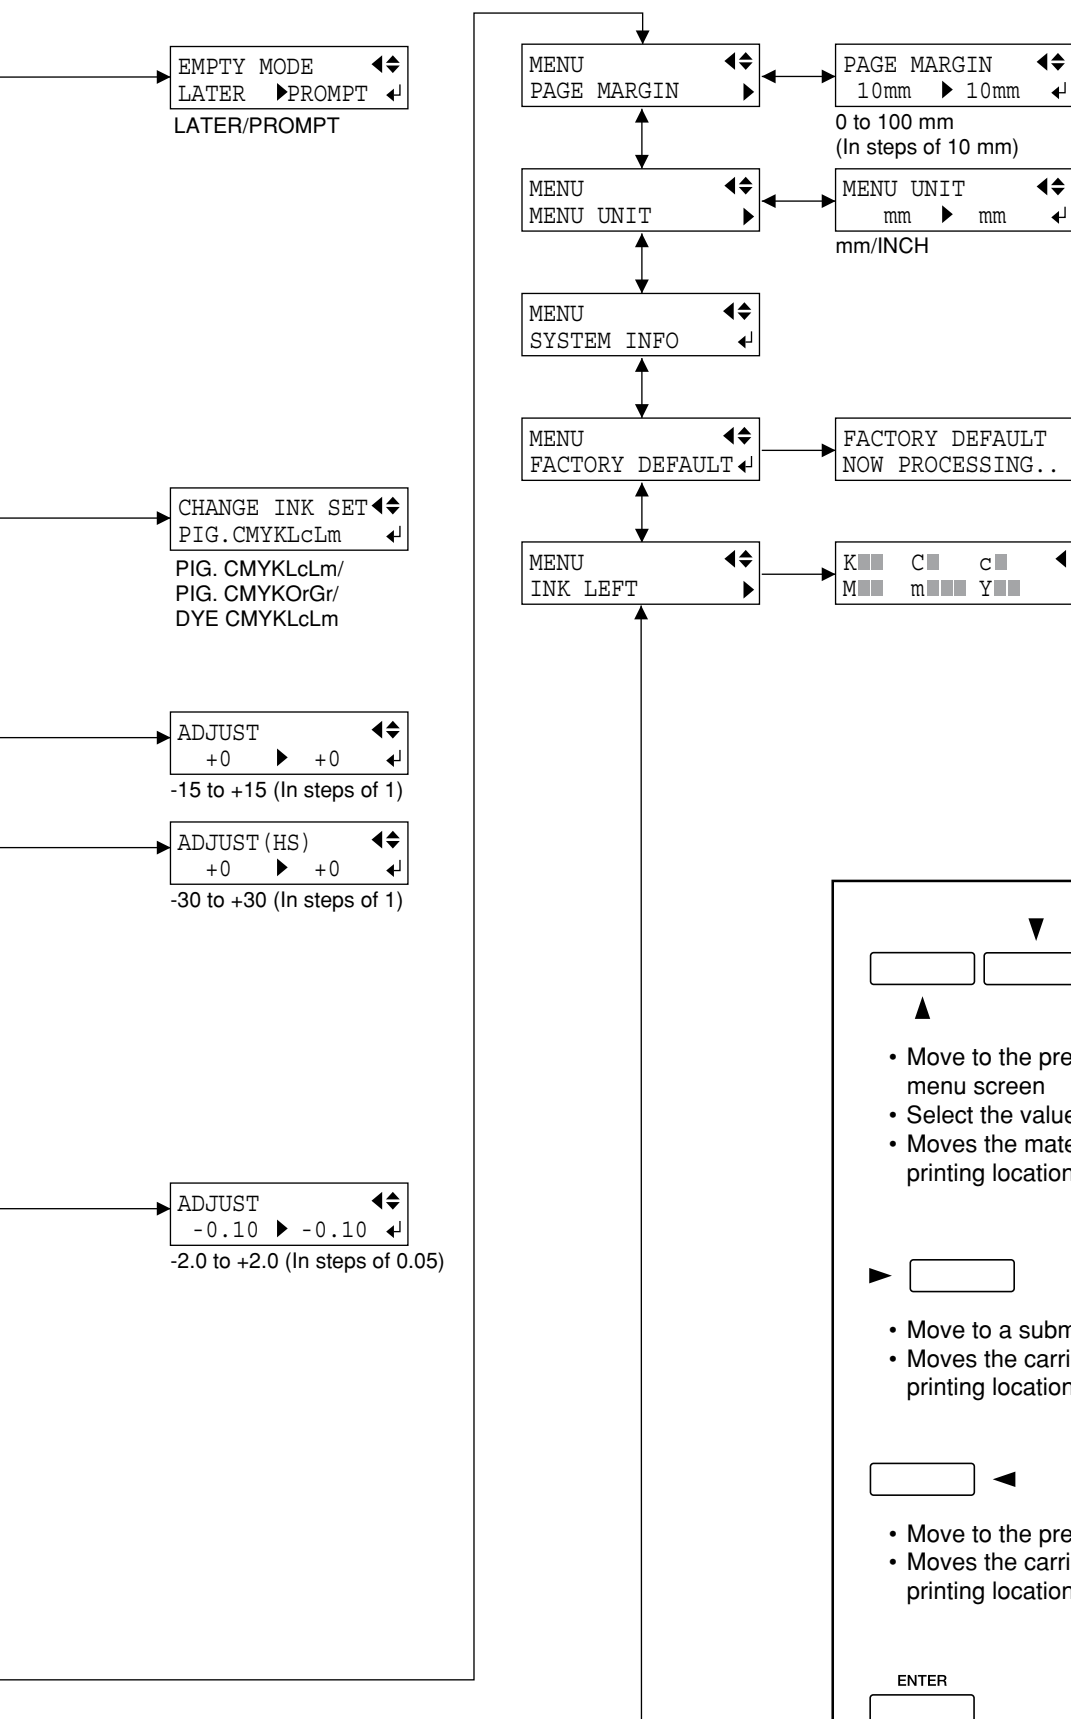 EMPTY MODE
LATER PROMPT
LATER/PROMPT
CHANGE INK SET
PIG.CMYKLcLm
PIG. CMYKLcLm/
PIG. CMYKOrGr/
DYE CMYKLcLm
ADJUST
+0 +0
-15 to +15 (In steps of 1)
ADJUST(HS)
+0 +0
-30 to +30 (In steps of 1)
ADJUST
-0.10 -0.10
-2.0 to +2.0 (In steps of 0.05)
MENU
PAGE MARGIN
MENU
MENU UNIT
MENU
SYSTEM INFO
MENU
FACTORY DEFAULT
MENU
INK LEFT
PAGE MARGIN
10mm 10mm
0 to 100 mm
(In steps of 10 mm)
MENU UNIT
mm mm
mm/INCH
FACTORY DEFAULT
NOW PROCESSING..
K C c
M m Y
• Move to the pre
menu screen
• Select the value
• Moves the mate
printing location
• Move to a subm
• Moves the carri
printing location
• Move to the pre
• Moves the carri
printing location
ENTER